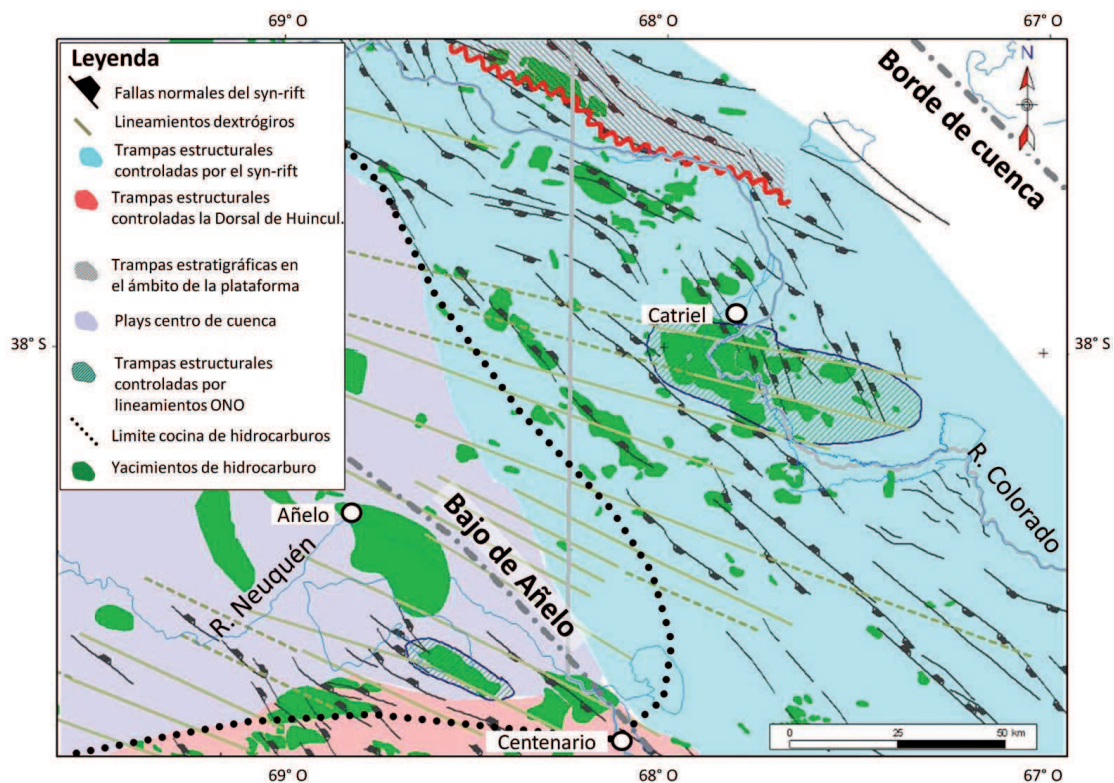 69° O
68° O
67° O
Leyenda
Fallas normales del syn-rift
Lineamientos dextrógiros
Trampas estructurales
controladas por el syn-rift
Trampas estructurales
controladas la Dorsal de Huincul.
Trampas estratigráficas en
el ámbito de la plataforma
Plays centro de cuenca
Trampas estructurales
controladas por
lineamientos ONO
Limite cocina de hidrocarburos
Yacimientos de hidrocarburo
N
Borde de cuenca
Catriel
38° S
38° S
R. Colorado
Añelo
Bajo de Añelo
R. Neuquén
Centenario
0 25 50 km
69° O
68° O
67° O